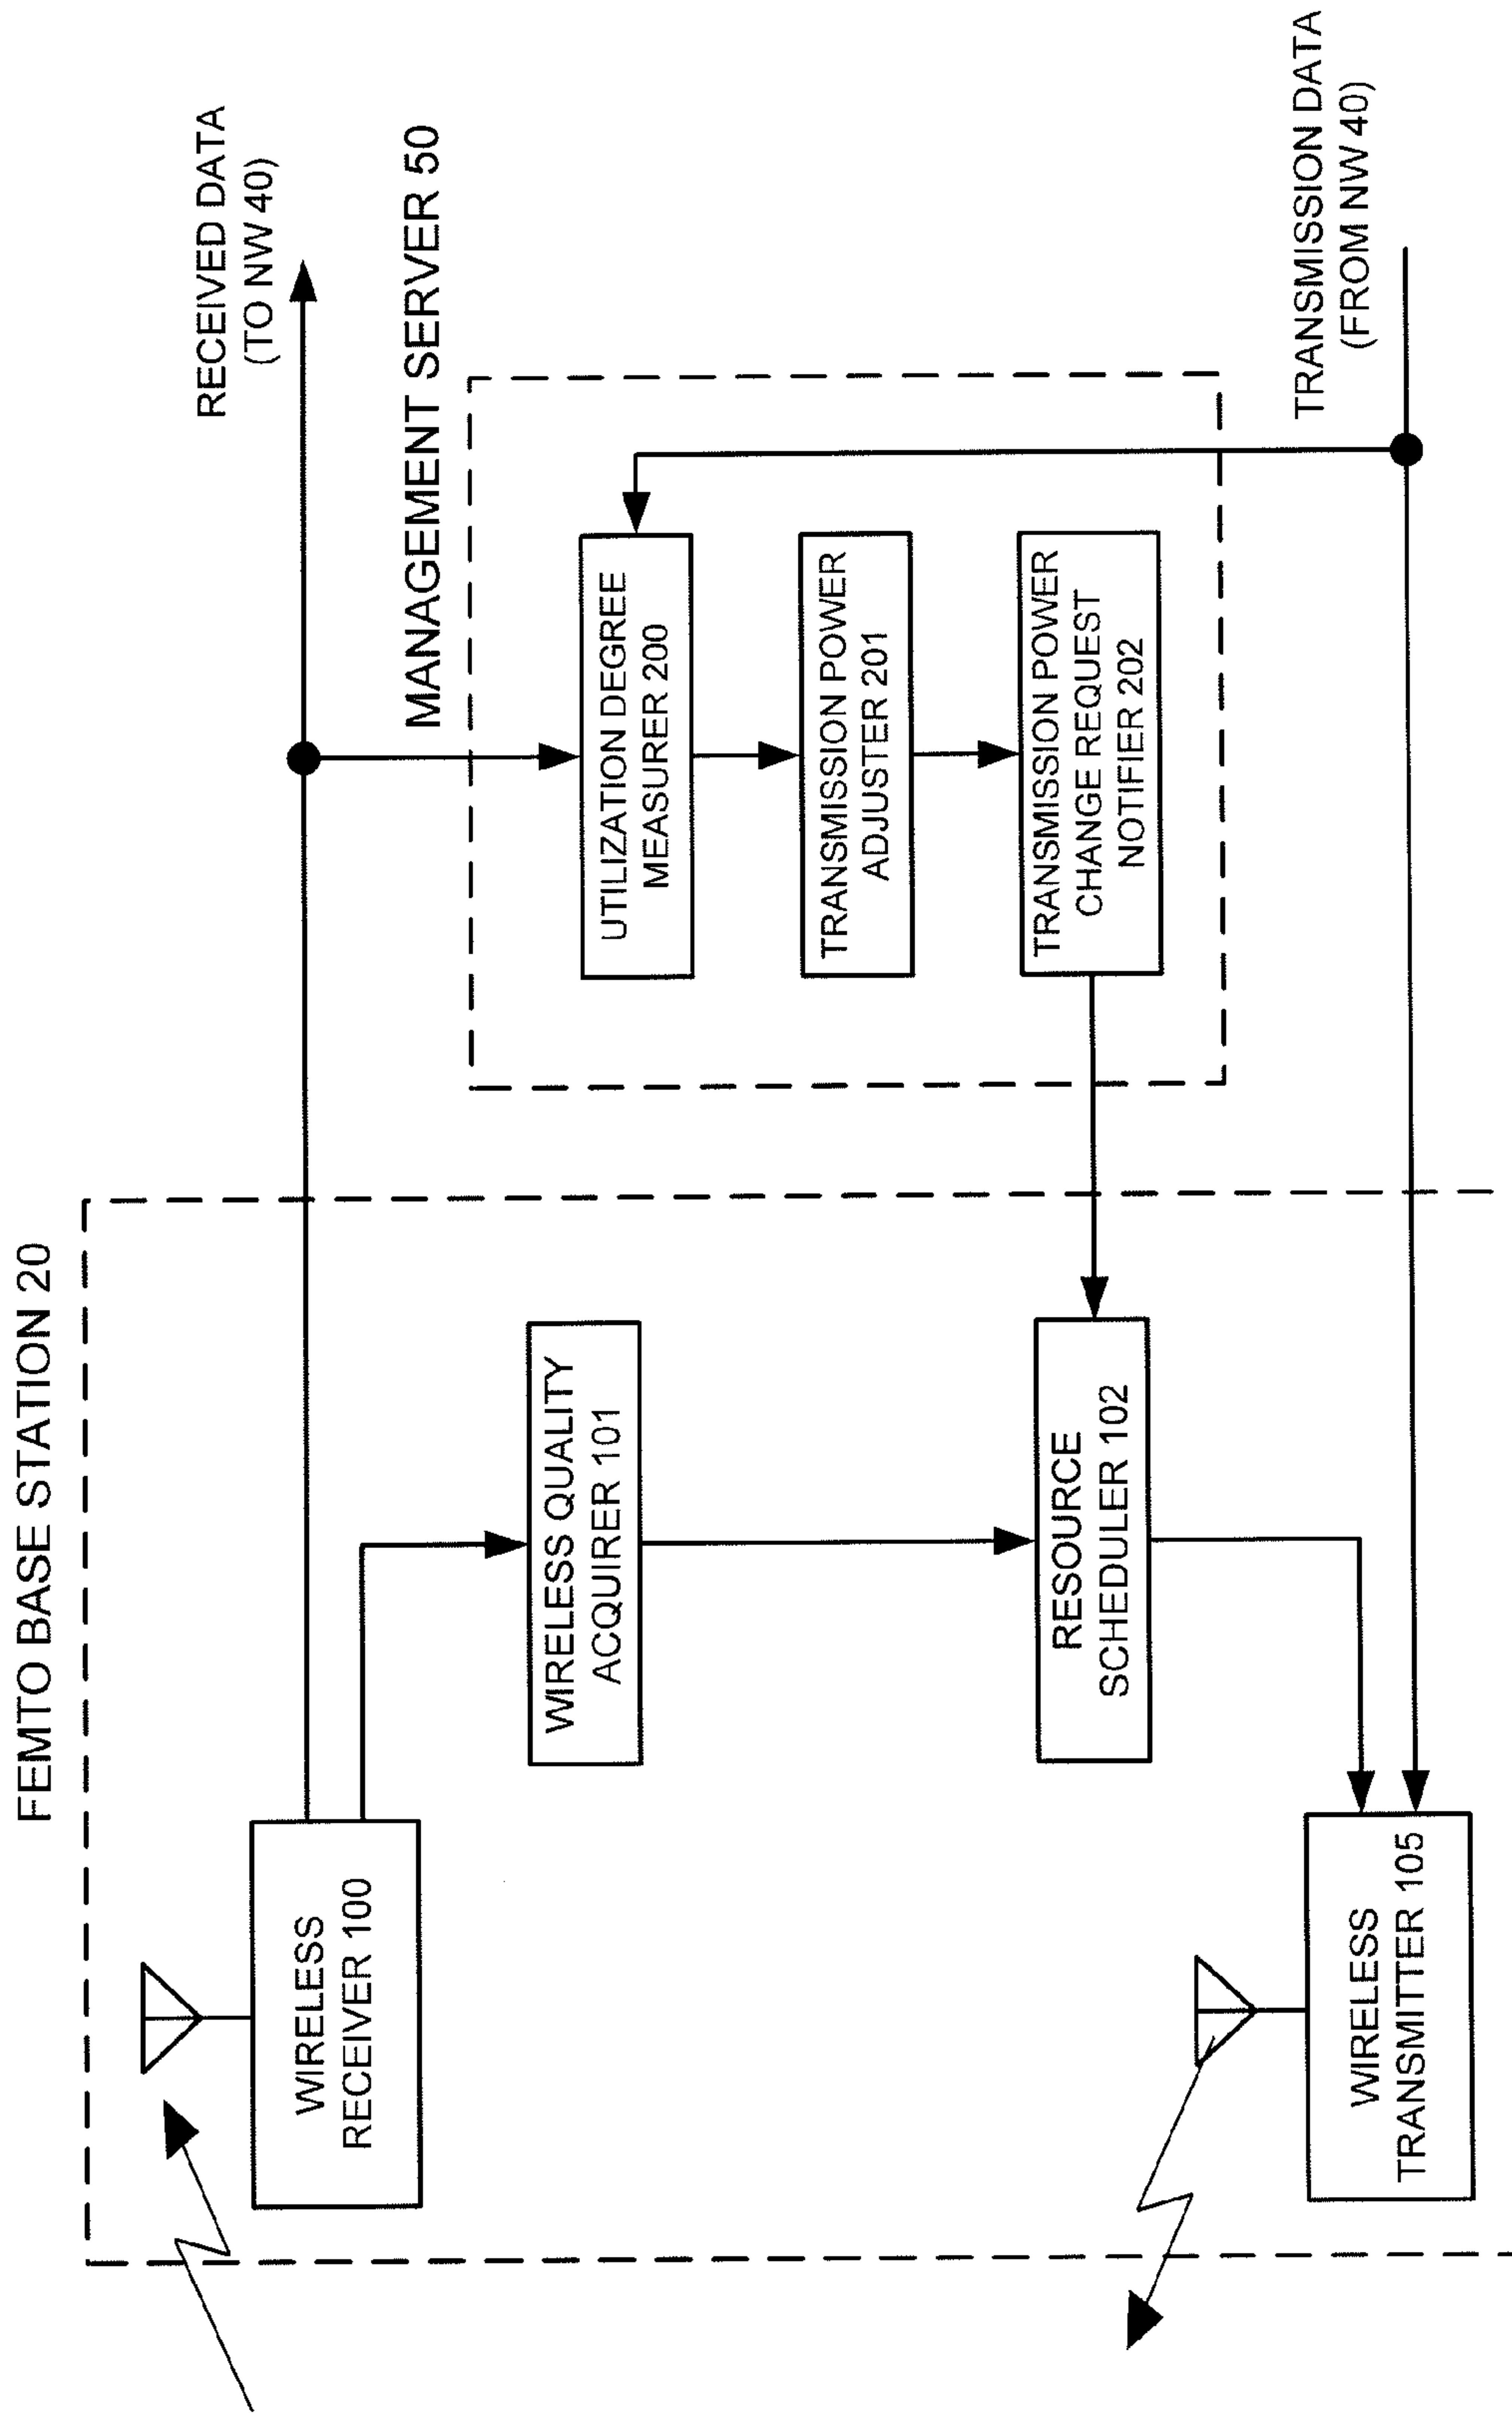 FEMTO BASE STATION 20
RECEIVED DATA
(TO NW 40)
MANAGEMENT SERVER 50
WIRELESS
RECEIVER 100
WIRELESS QUALITY
ACQUIRER 101
UTILIZATION DEGREE
MEASURER 200
TRANSMISSION POWER
ADJUSTER 201
RESOURCE
SCHEDULER 102
TRANSMISSION POWER
CHANGE REQUEST
NOTIFIER 202
WIRELESS
TRANSMITTER 105
TRANSMISSION DATA
(FROM NW 40)